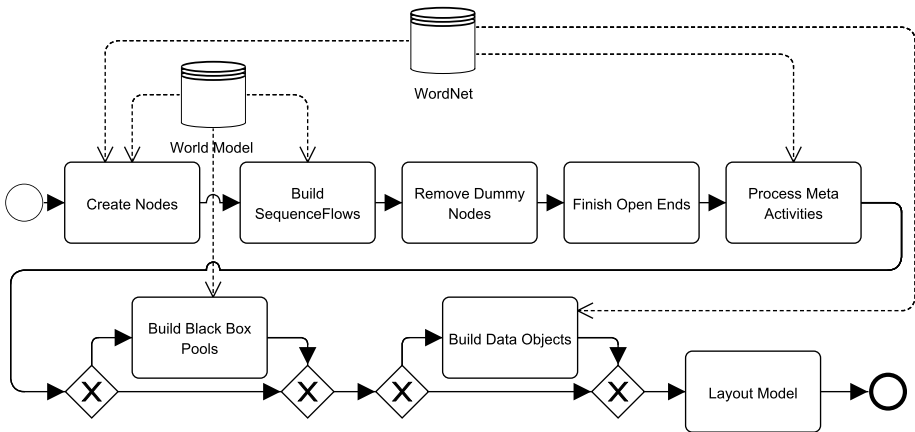 WordNet
World Model
Create Nodes
Build
SequenceFlows
Remove Dummy
Nodes
Finish Open Ends
Process Meta
Activities
Build Black Box
Pools
Build Data Objects
X
X
X
X
Layout Model